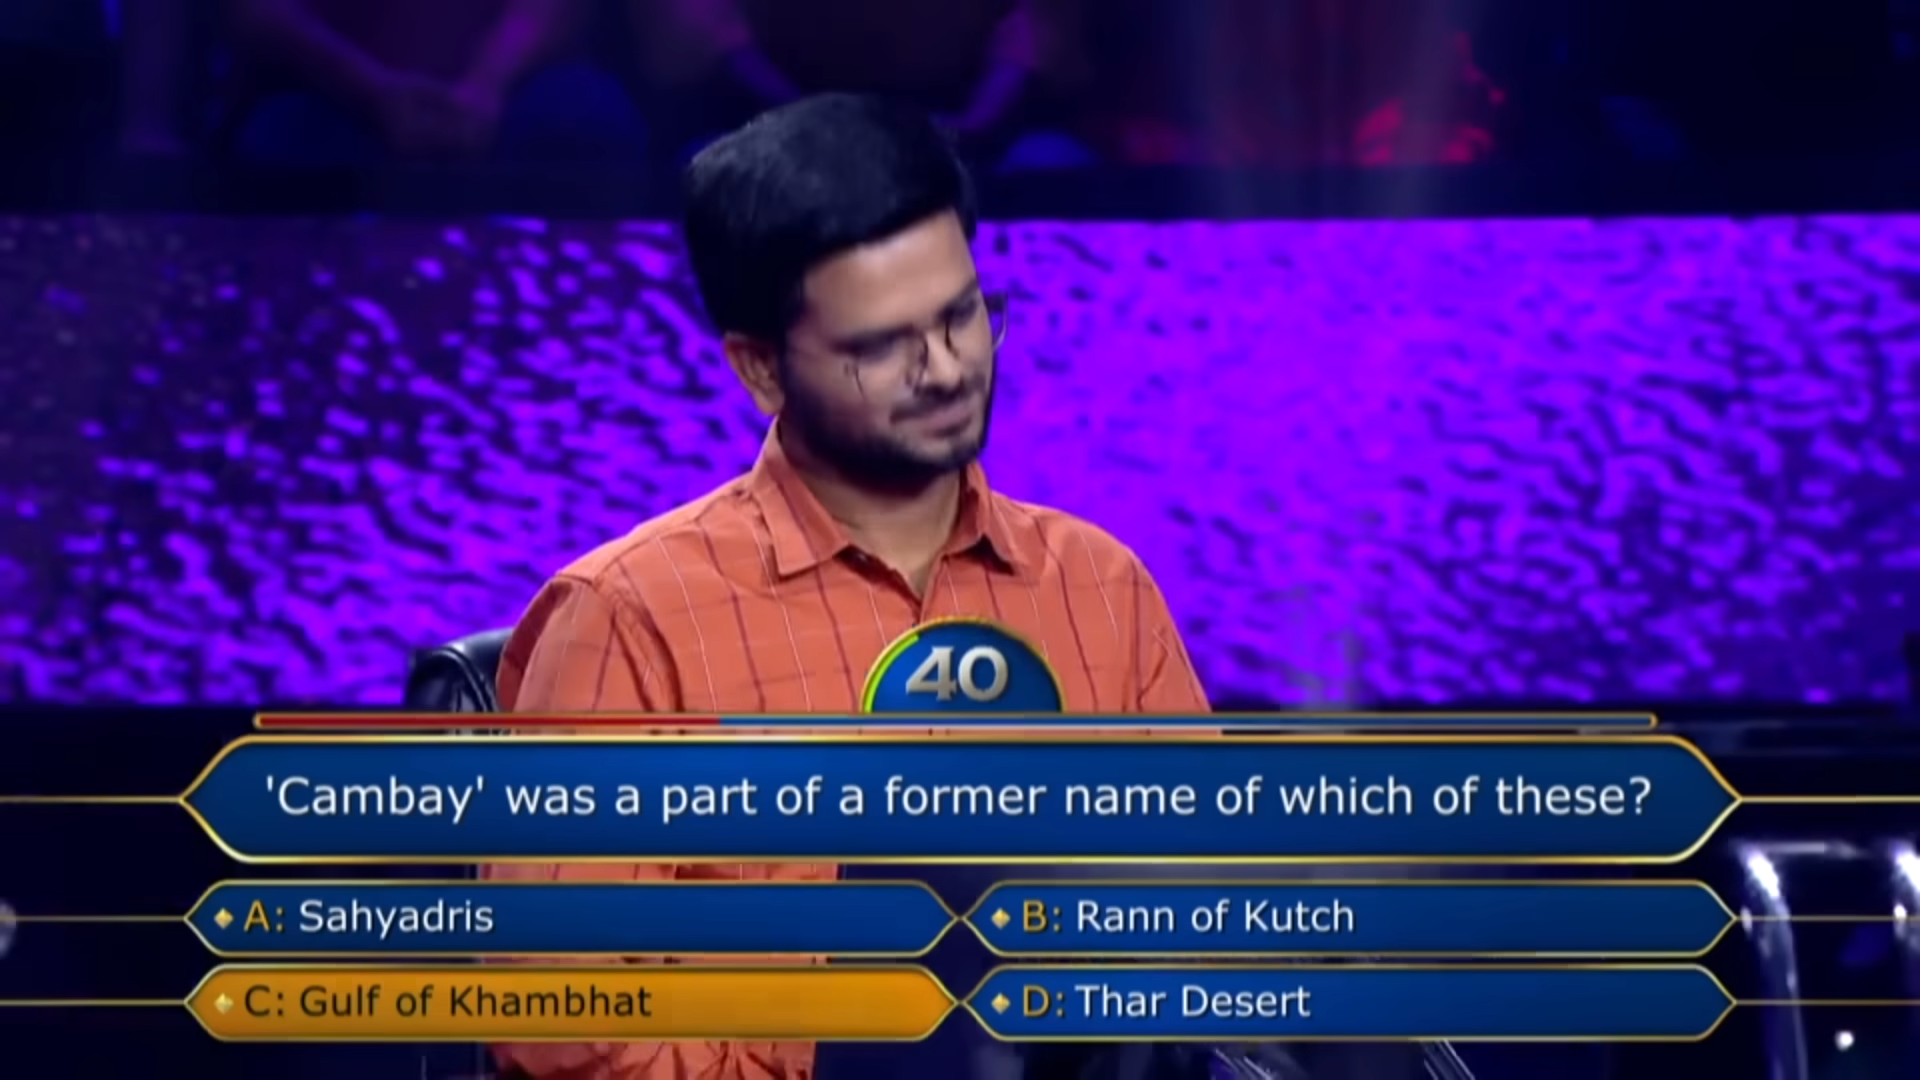 40
'Cambay' was a part of a former name of which of these?
A: Sahyadris
B: Rann of Kutch
C: Gulf of Khambhat
D: Thar Desert